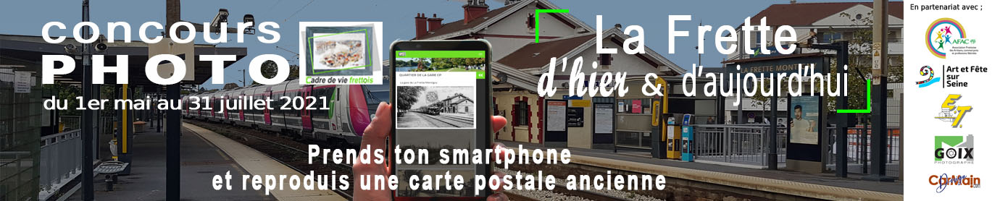 concours
PHOTO
du 1er mai au 31 juillet 2021
Cadre de vie frettois
QUARTIER DE LA GARE CP
La gare de La Frette Montigny
La Frette
d'hier & d'aujourd'hui
LA FRETTE MONT
Prends ton smartphone
et reproduis une carte postale ancienne
En partenariat avec ;
AFAC
Art et Fête
sur
Seine
E.T.
GOIX
PHOTOGRAPHE